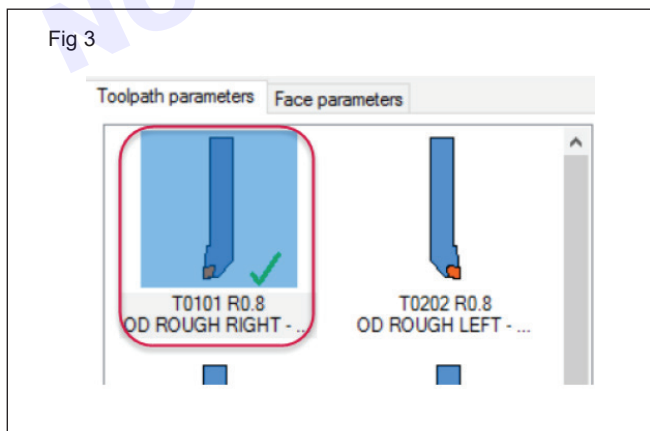 Fig 3
Toolpath parameters Face parameters
T0101 R0.8
OD ROUGH RIGHT - ...
T0202 R0.8
OD ROUGH LEFT - ...